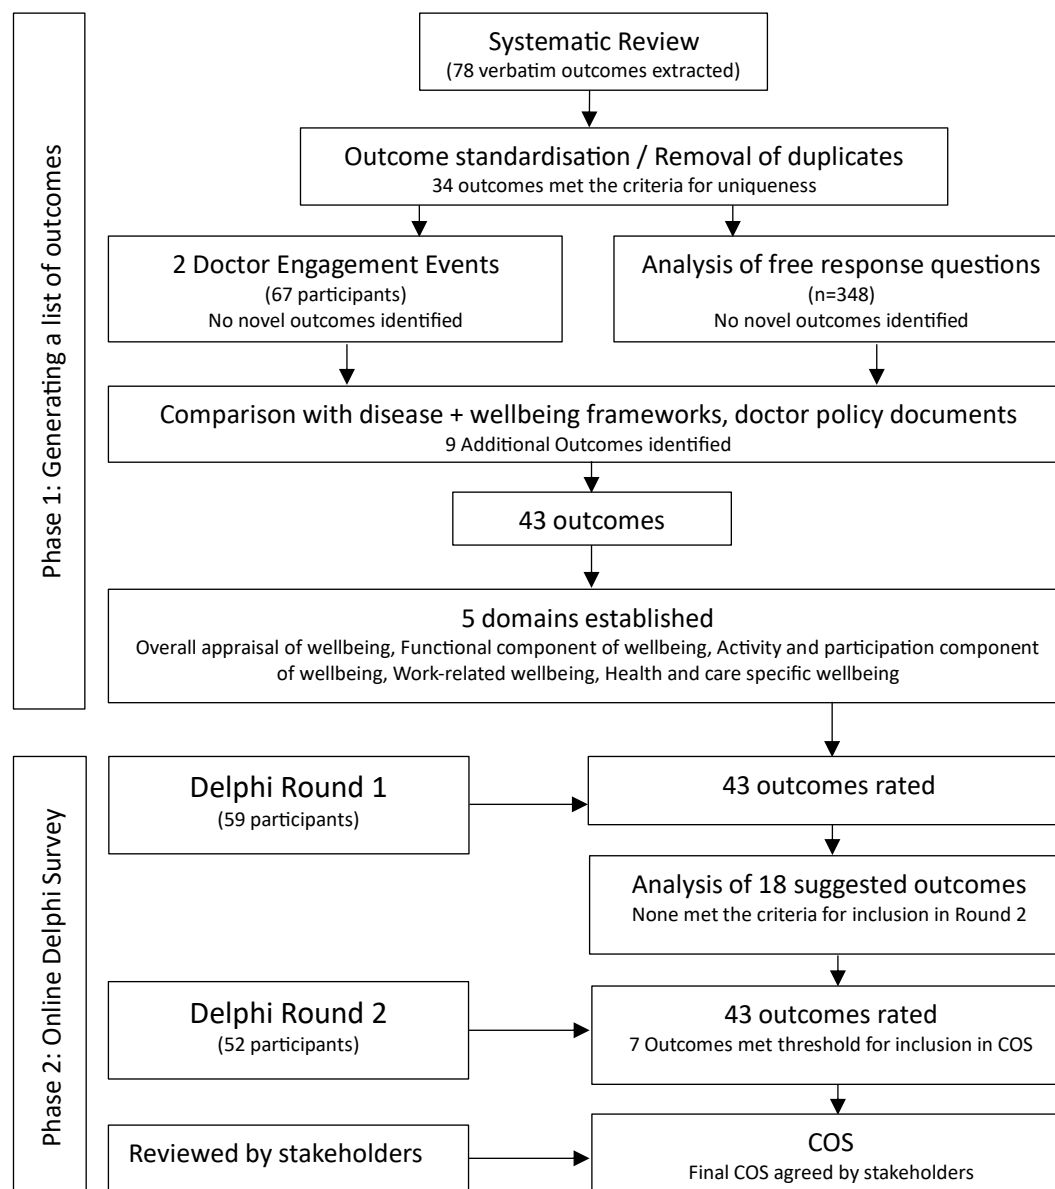 Phase 1: Generating a list of outcomes
Systematic Review
(78 verbatim outcomes extracted)
Outcome standardisation / Removal of duplicates
34 outcomes met the criteria for uniqueness
2 Doctor Engagement Events
(67 participants)
No novel outcomes identified
Analysis of free response questions
(n=348)
No novel outcomes identified
Comparison with disease + wellbeing frameworks, doctor policy documents
9 Additional Outcomes identified
43 outcomes
5 domains established
Overall appraisal of wellbeing, Functional component of wellbeing, Activity and participation component
of wellbeing, Work-related wellbeing, Health and care specific wellbeing
Phase 2: Online Delphi Survey
Delphi Round 1
(59 participants)
43 outcomes rated
Analysis of 18 suggested outcomes
None met the criteria for inclusion in Round 2
Delphi Round 2
(52 participants)
43 outcomes rated
7 Outcomes met threshold for inclusion in COS
Reviewed by stakeholders
COS
Final COS agreed by stakeholders